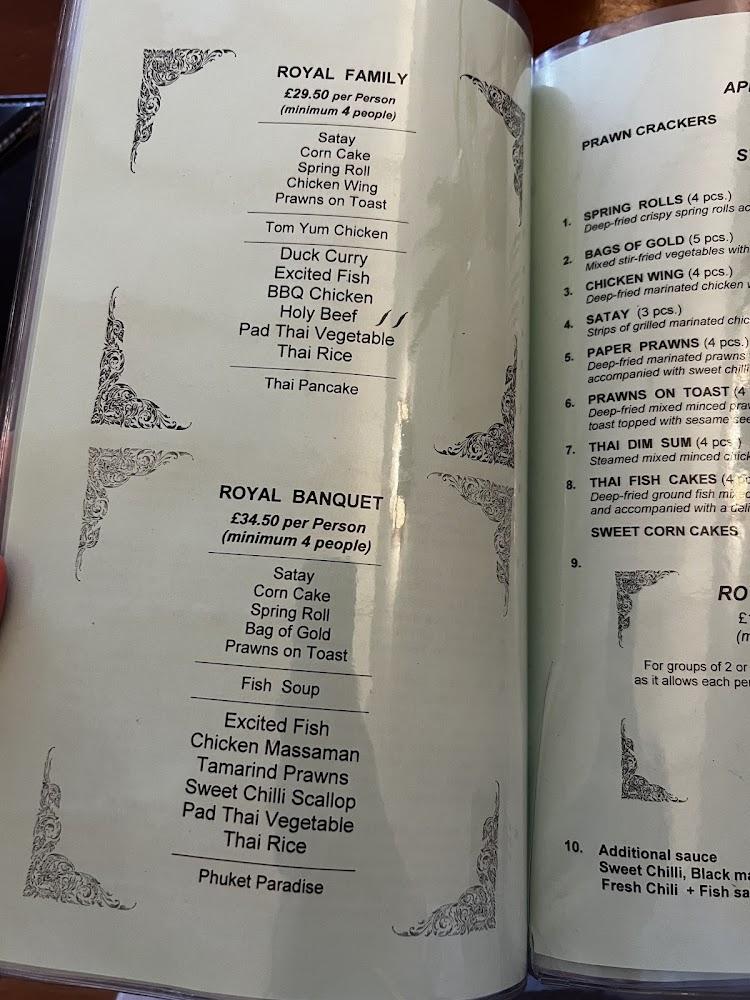 ROYAL FAMILY
£29.50 per Person
(minimum 4 people)
Satay
Corn Cake
Spring Roll
Chicken Wing
Prawns on Toast
Tom Yum Chicken
Duck Curry
Excited Fish
BBQ Chicken
Holy Beef
Pad Thai Vegetable
Thai Rice
Thai Pancake
ROYAL BANQUET
£34.50 per Person
(minimum 4 people)
Satay
Corn Cake
Spring Roll
Bag of Gold
Prawns on Toast
Fish Soup
Excited Fish
Chicken Massaman
Tamarind Prawns
Sweet Chilli Scallop
Pad Thai Vegetable
Thai Rice
Phuket Paradise
PRAWN CRACKERS
1. SPRING ROLLS (4 pcs.)
Deep-fried crispy spring rolls
2. BAGS OF GOLD (5 pcs.)
Mixed stir-fried vegetables with
3. CHICKEN WING (4 pcs.)
Deep-fried marinated chicken
4. SATAY (3 pcs.)
Strips of grilled marinated
5. PAPER PRAWNS (4 pcs.)
Deep-fried marinated prawns
accompanied with sweet chilli
6. PRAWNS ON TOAST (4
Deep-fried mixed minced
toast topped with sesame
7. THAI DIM SUM (4 pcs.)
Steamed mixed minced
8. THAI FISH CAKES (4
Deep-fried ground fish
and accompanied with a
SWEET CORN CAKES
9.
RO
£
(m
For groups of 2 or
as it allows each
10. Additional sauce
Sweet Chilli, Black
Fresh Chili + Fish